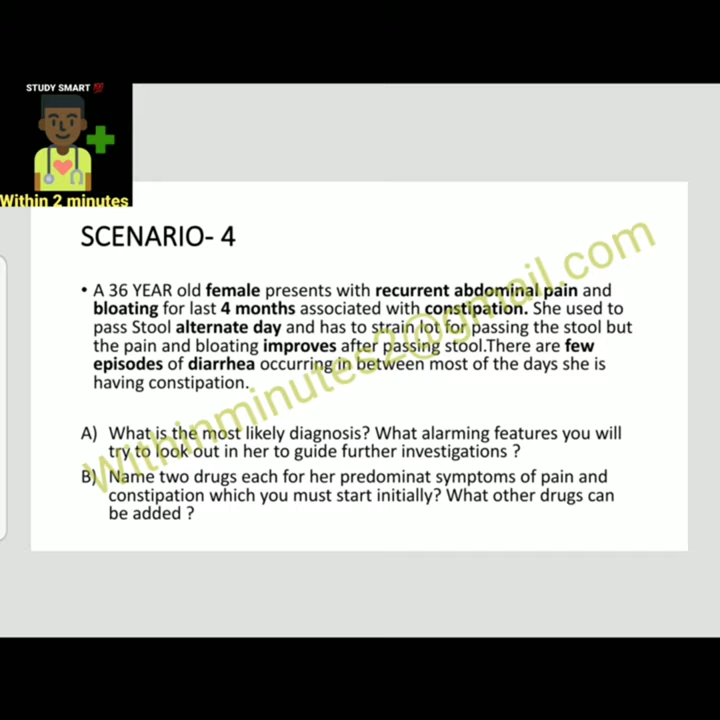 STUDY SMART 💯
Within 2 minutes
SCENARIO- 4
• A 36 YEAR old female presents with recurrent abdominal pain and
bloating for last 4 months associated with constipation. She used to
pass Stool alternate day and has to strain lot for passing the stool but
the pain and bloating improves after passing stool.There are few
episodes of diarrhea occurring in between most of the days she is
having constipation.
A) What is the most likely diagnosis? What alarming features you will
try to look out in her to guide further investigations ?
B) Name two drugs each for her predominat symptoms of pain and
constipation which you must start initially? What other drugs can
be added ?
Withinminutes2@gmail.com